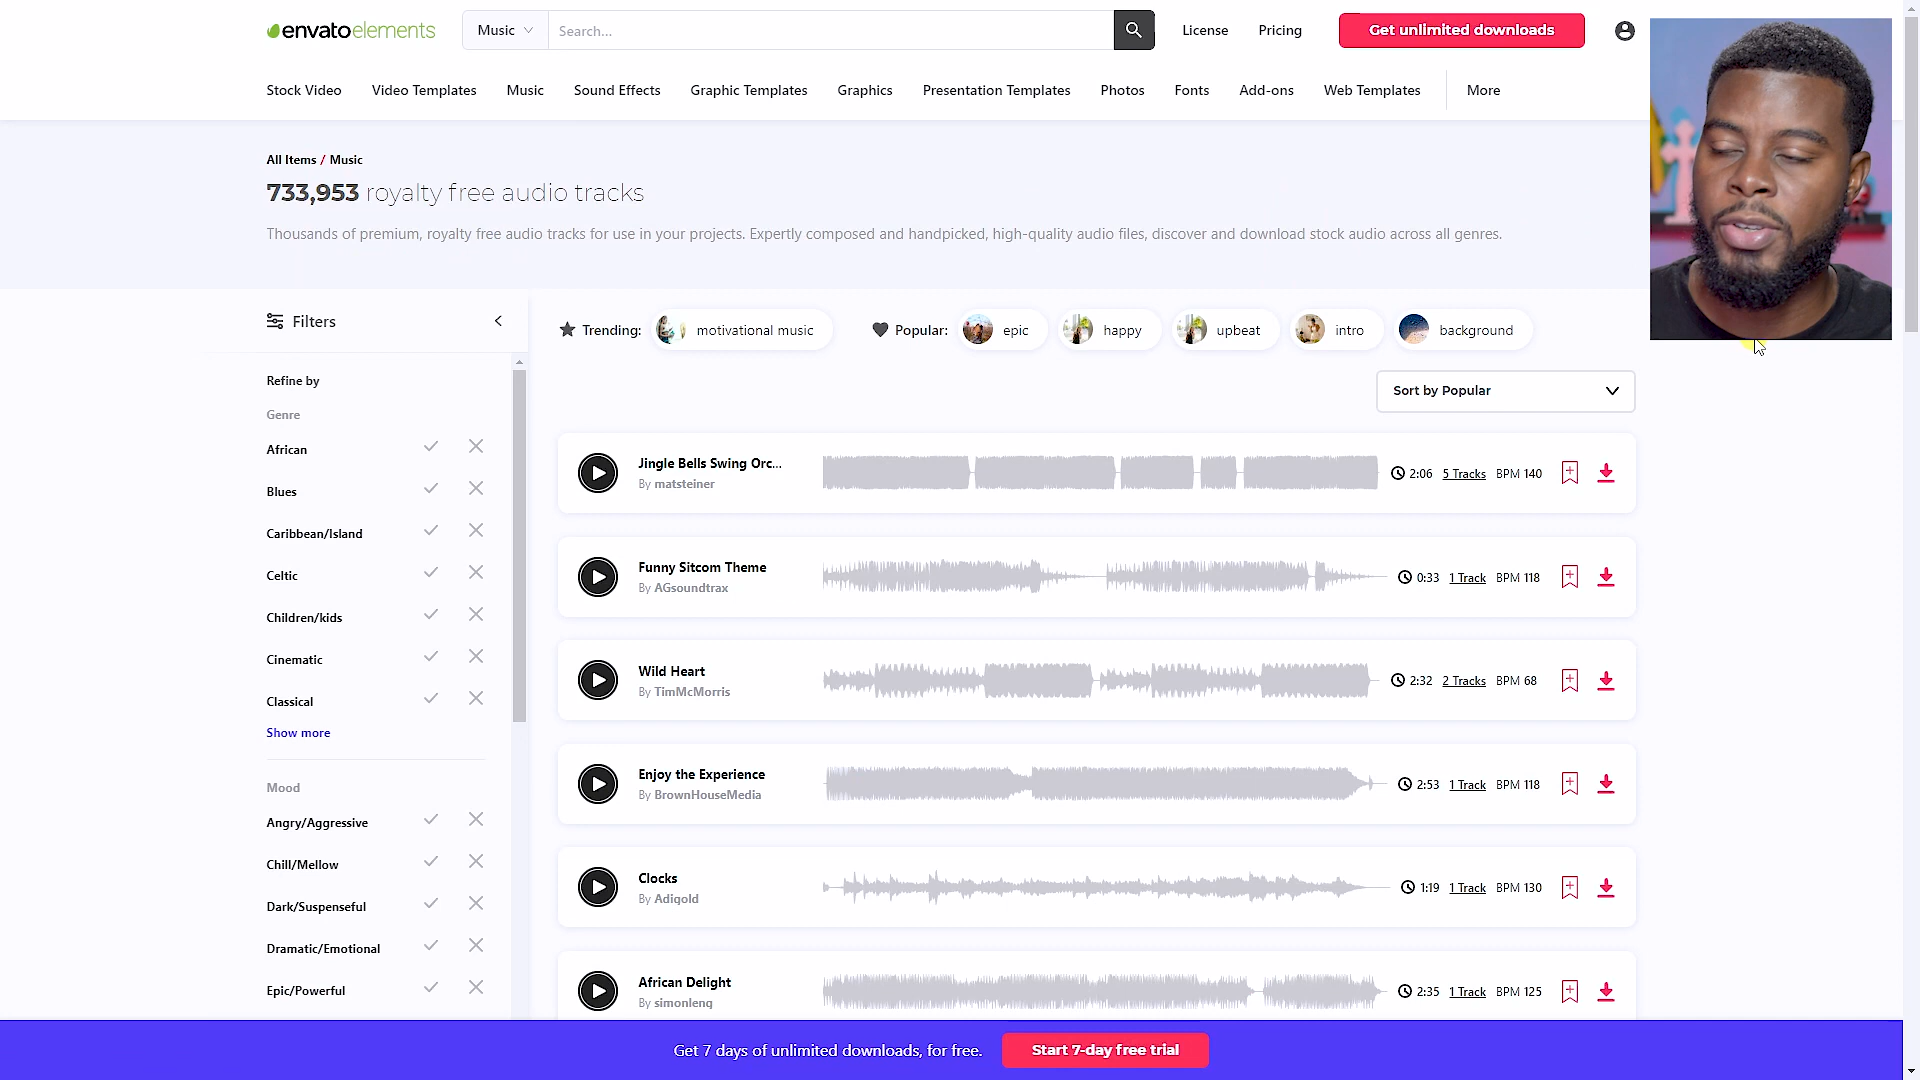 envatoelements
Music
Search...
License
Pricing
Get unlimited downloads
Stock Video
Video Templates
Music
Sound Effects
Graphic Templates
Graphics
Presentation Templates
Photos
Fonts
Add-ons
Web Templates
More
All Items / Music
733,953 royalty free audio tracks
Thousands of premium, royalty free audio tracks for use in your projects. Expertly composed and handpicked, high-quality audio files, discover and download stock audio across all genres.
Filters
Refine by
Genre
African
Blues
Caribbean/Island
Celtic
Children/kids
Cinematic
Classical
Show more
Mood
Angry/Aggressive
Chill/Mellow
Dark/Suspenseful
Dramatic/Emotional
Epic/Powerful
Trending:
motivational music
Popular:
epic
happy
upbeat
intro
background
Sort by Popular
Jingle Bells Swing Orc...
By matsteiner
2:06 5 Tracks BPM 140
Funny Sitcom Theme
By AGsoundtrax
0:33 1 Track BPM 118
Wild Heart
By TimMcMorris
2:32 2 Tracks BPM 68
Enjoy the Experience
By BrownHouseMedia
2:53 1 Track BPM 118
Clocks
By Adigold
1:19 1 Track BPM 130
African Delight
By simonleng
2:35 1 Track BPM 125
Get 7 days of unlimited downloads, for free.
Start 7-day free trial